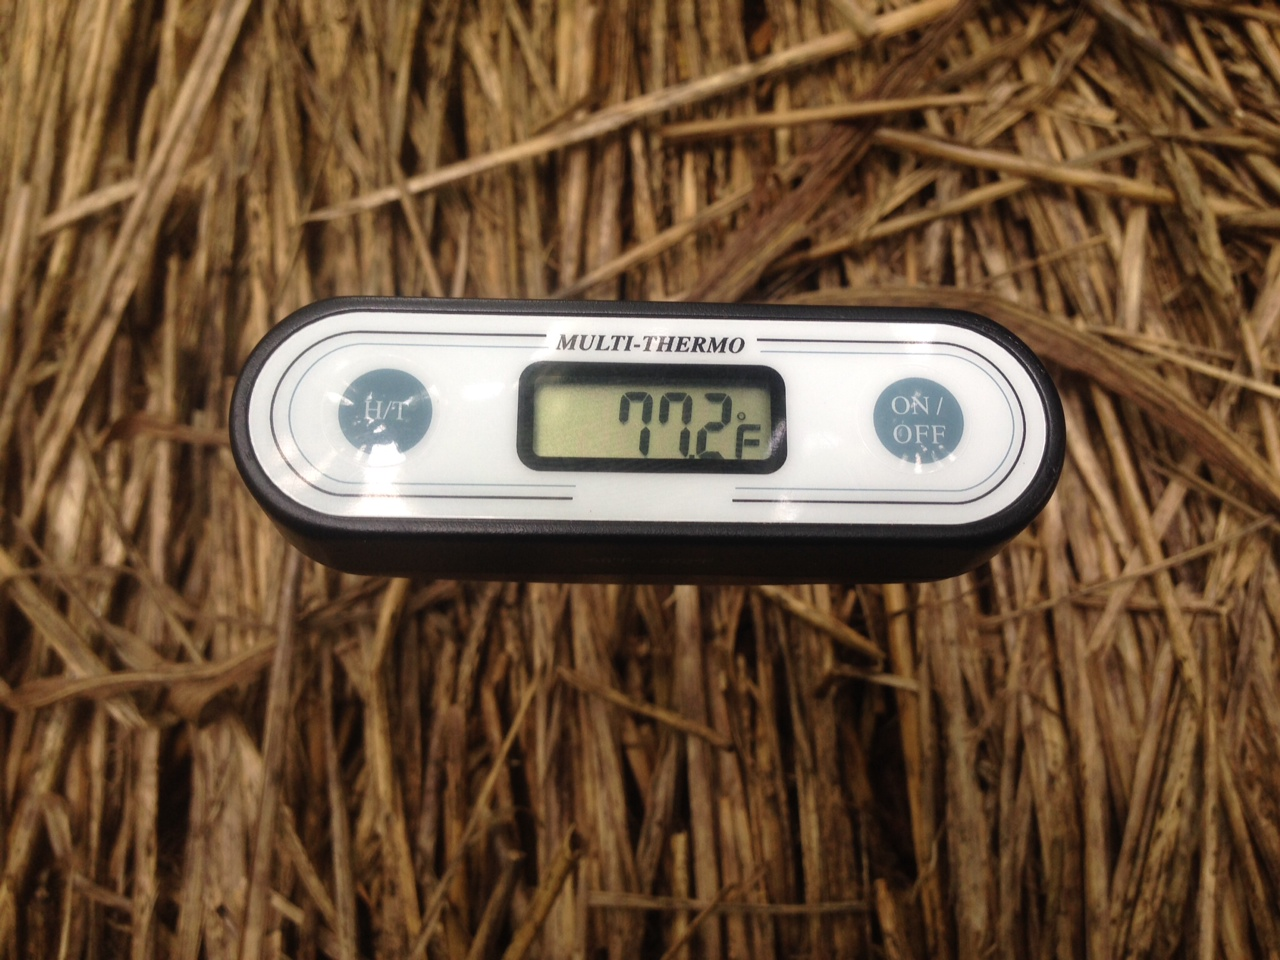 MULTI-THERMO
H/T
77.2°F
ON /
OFF